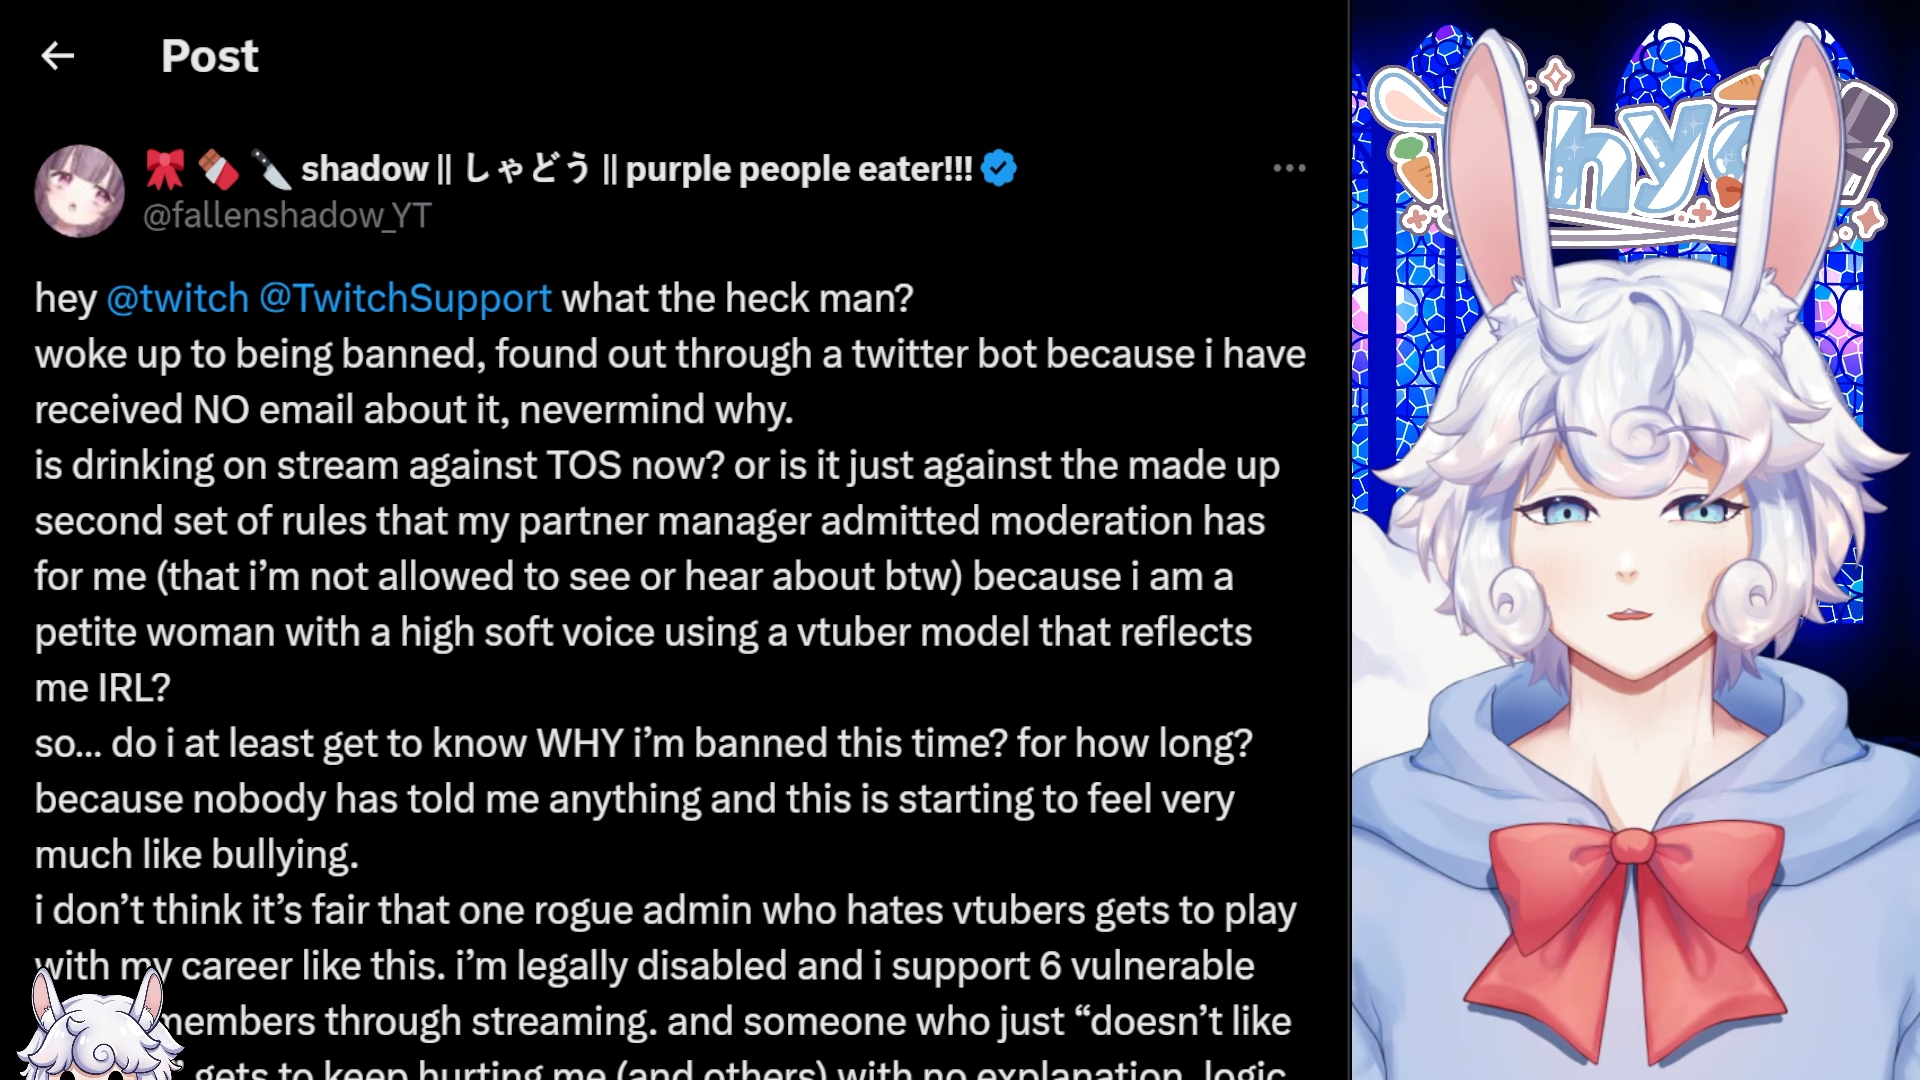 Post
shadow || しゃどう || purple people eater!!!
@fallenshadow_YT
hey @twitch @TwitchSupport what the heck man?
woke up to being banned, found out through a twitter bot because i have
received NO email about it, nevermind why.
is drinking on stream against TOS now? or is it just against the made up
second set of rules that my partner manager admitted moderation has
for me (that i’m not allowed to see or hear about btw) because i am a
petite woman with a high soft voice using a vtuber model that reflects
me IRL?
so... do i at least get to know WHY i’m banned this time? for how long?
because nobody has told me anything and this is starting to feel very
much like bullying.
i don’t think it’s fair that one rogue admin who hates vtubers gets to play
with my career like this. i’m legally disabled and i support 6 vulnerable
members through streaming. and someone who just “doesn’t like
gets to keep hurting me (and others) with no explanation, logic